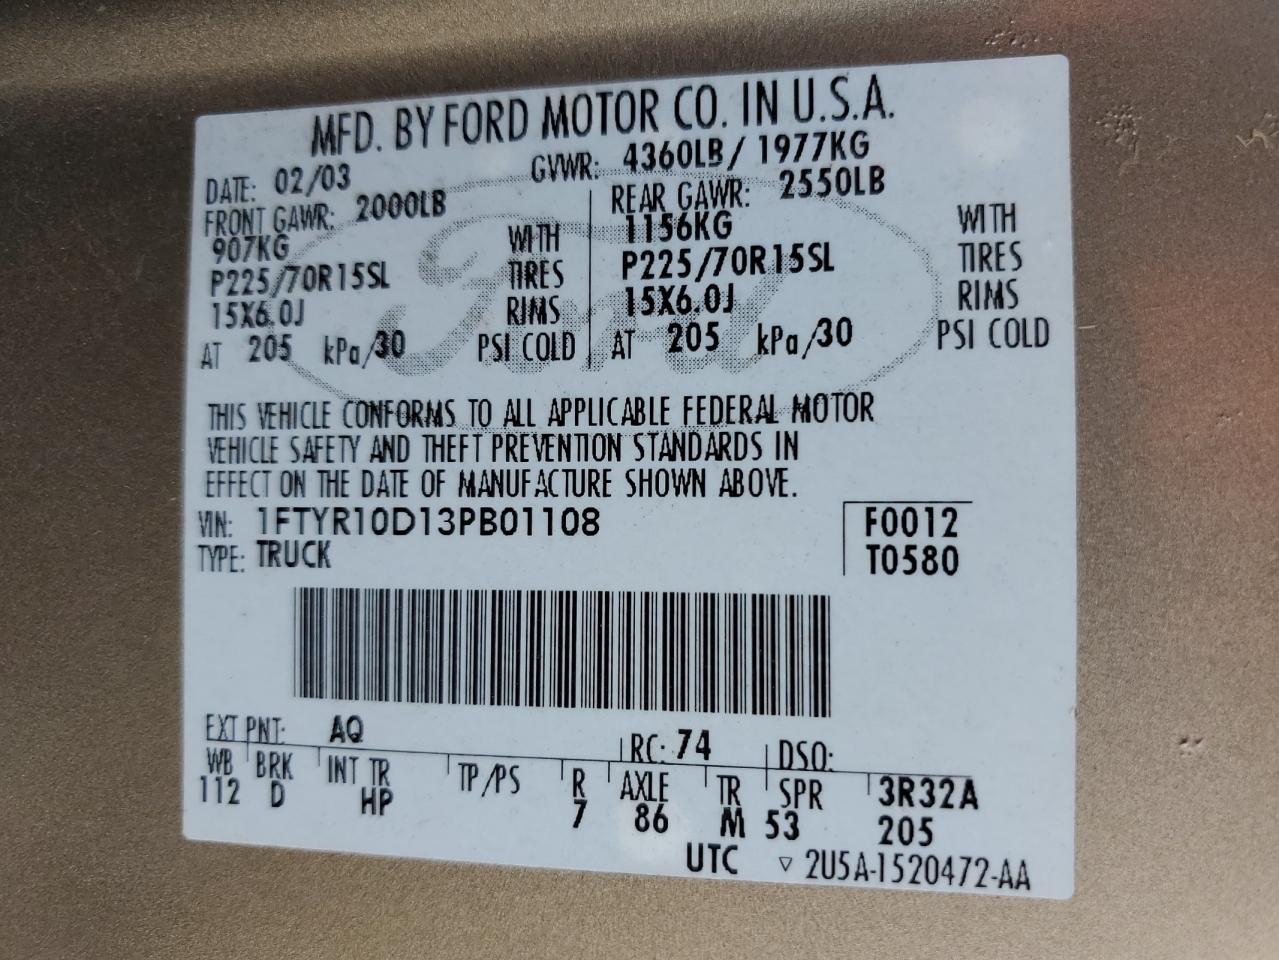 MFD. BY FORD MOTOR CO. IN U.S.A.
DATE: 02/03 GVWR: 4360LB/ 1977KG
FRONT GAWR: 2000LB REAR GAWR: 2550LB
907KG WITH 1156KG WITH
P225/70R15SL TIRES P225/70R15SL TIRES
15X6.0J RIMS 15X6.0J RIMS
AT 205 kPa/30 PSI COLD AT 205 kPa/30 PSI COLD
Ford
THIS VEHICLE CONFORMS TO ALL APPLICABLE FEDERAL MOTOR
VEHICLE SAFETY AND THEFT PREVENTION STANDARDS IN
EFFECT ON THE DATE OF MANUFACTURE SHOWN ABOVE.
VIN: 1FTYR10D13PB01108 F0012
TYPE: TRUCK T0580
EXT PNT: AQ RC: 74 DSO:
WB BRK INT TR TP/PS R AXLE TR SPR 3R32A
112 D HP 7 86 M 53 205
UTC ▽ 2U5A-1520472-AA